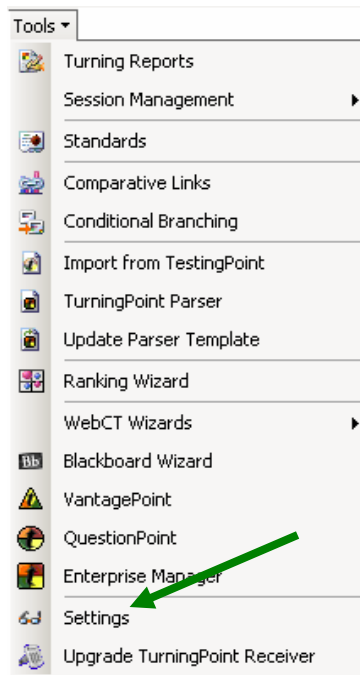 Tools
Turning Reports
Session Management
Standards
Comparative Links
Conditional Branching
Import from TestingPoint
TurningPoint Parser
Update Parser Template
Ranking Wizard
WebCT Wizards
Bb Blackboard Wizard
VantagePoint
QuestionPoint
Enterprise Manager
Settings
Upgrade TurningPoint Receiver